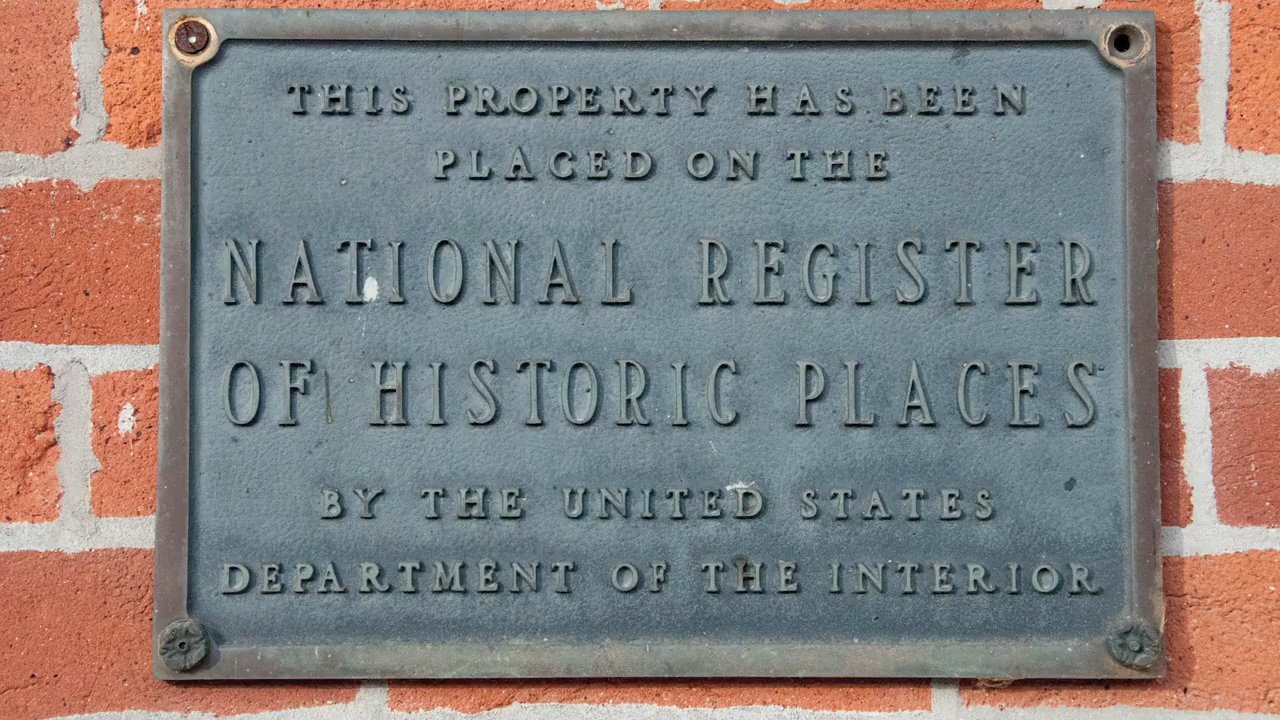 THIS PROPERTY HAS BEEN
PLACED ON THE
NATIONAL REGISTER
OF HISTORIC PLACES
BY THE UNITED STATES
DEPARTMENT OF THE INTERIOR